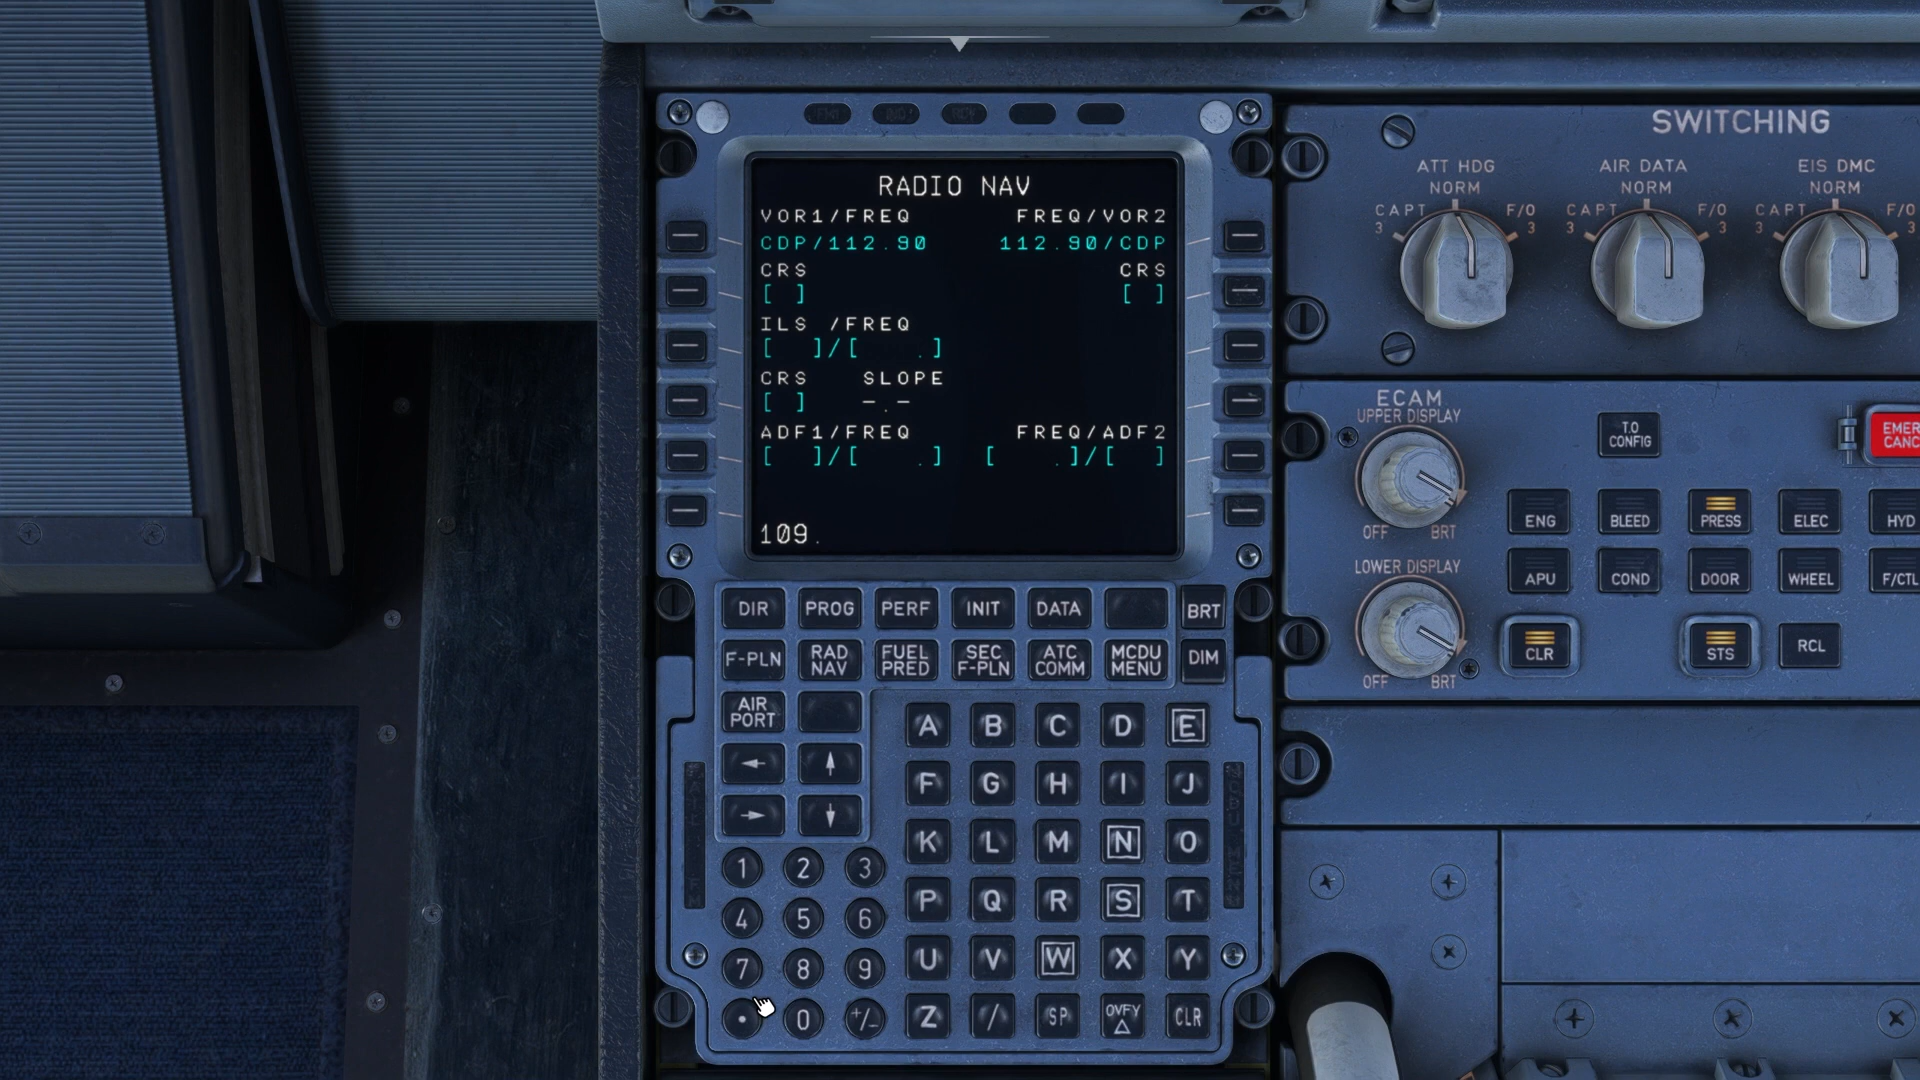 RADIO NAV
VOR1/FREQ FREQ/VOR2
CDP/112.90 112.90/CDP
CRS CRS
[ ] [ ]
ILS /FREQ
[ ]/[ .]
CRS SLOPE
[ ] -.-
ADF1/FREQ FREQ/ADF2
[ ]/[ .] [ .]/[ ]
109.
DIR PROG PERF INIT DATA BRT
F-PLN RAD NAV FUEL PRED SEC F-PLN ATC COMM MCDU MENU DIM
AIR PORT
← ↑
→ ↓
A B C D E
F G H I J
K L M N O
P Q R S T
U V W X Y
Z / SP OVFY △ CLR
1 2 3
4 5 6
7 8 9
. 0 +/-
SWITCHING
ATT HDG AIR DATA EIS DMC
NORM NORM NORM
CAPT 3 F/O 3 CAPT 3 F/O 3 CAPT 3 F/O 3
ECAM
UPPER DISPLAY
OFF BRT
LOWER DISPLAY
OFF BRT
T.O CONFIG
EMER CANC
ENG BLEED PRESS ELEC HYD
APU COND DOOR WHEEL F/CTL
CLR STS RCL